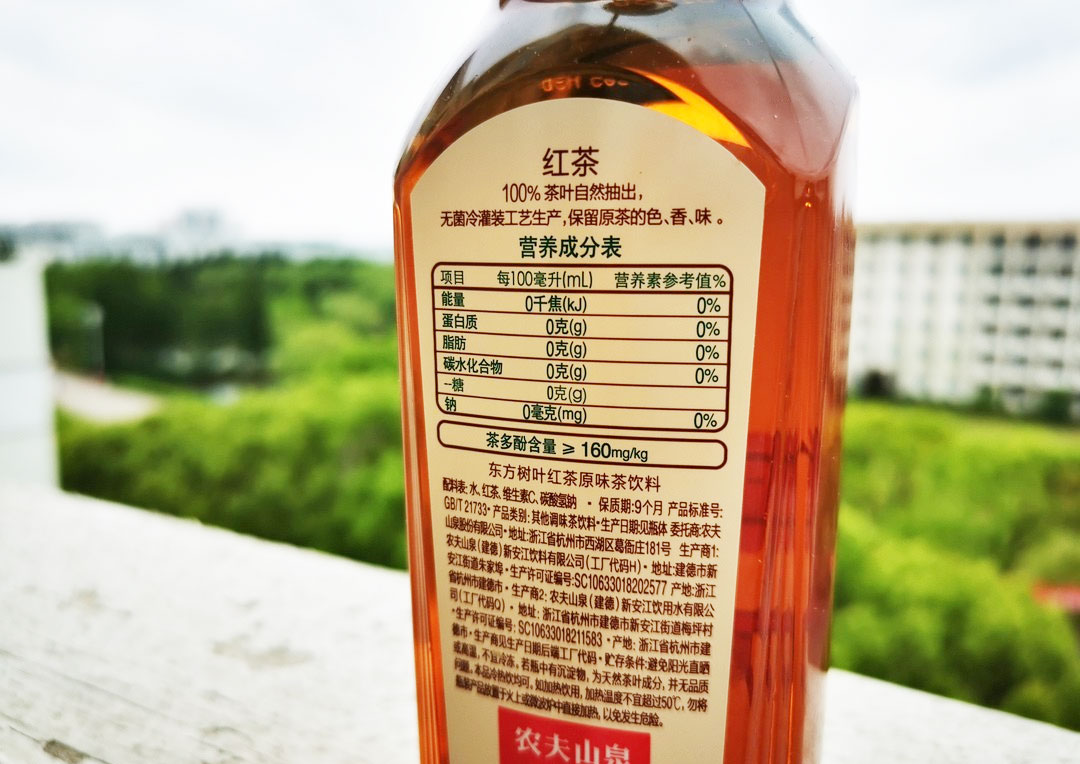 红茶
100% 茶叶自然抽出，
无菌冷灌装工艺生产，保留原茶的色、香、味 。
营养成分表
项目 每100毫升(mL) 营养素参考值%
能量 0千焦(kJ) 0%
蛋白质 0克(g) 0%
脂肪 0克(g) 0%
碳水化合物 0克(g) 0%
--糖 0克(g)
钠 0毫克(mg) 0%
茶多酚含量 ≥ 160mg/kg
东方树叶红茶原味茶饮料
配料表: 水、红茶、维生素C、碳酸氢钠 • 保质期:9个月 产品标准号:
GB/T 21733• 产品类别: 其他调味茶饮料•生产日期:见瓶体 委托商:农夫
山泉股份有限公司•地址:浙江省杭州市西湖区葛衙庄181号 生产商1:
农夫山泉（建德）新安江饮料有限公司(工厂代码H)• 地址:建德市新
安江街道朱家埠•生产许可证编号:SC10633018202577 产地:浙江
省杭州市建德市•生产商2: 农夫山泉（建德）新安江饮用水有限公
司(工厂代码Q)• 地址: 浙江省杭州市建德市新安江街道梅坪村
•生产许可证编号: SC10633018211583 •产地: 浙江省杭州市建
德市•生产商见生产日期后端工厂代码•贮存条件:避免阳光直晒
或高温，不宜冷冻，若瓶中有沉淀物，为天然茶叶成分，并无品质
问题，本品冷热饮均可，如加热饮用，加热温度不宜超过50℃，勿将
瓶装产品放置于火上或微波炉中直接加热，以免发生危险。
农夫山泉